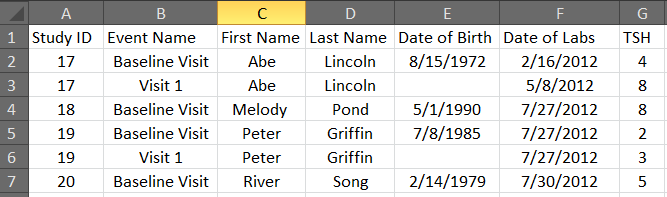 A B C D E F G
1 Study ID Event Name First Name Last Name Date of Birth Date of Labs TSH
2 17 Baseline Visit Abe Lincoln 8/15/1972 2/16/2012 4
3 17 Visit 1 Abe Lincoln 5/8/2012 8
4 18 Baseline Visit Melody Pond 5/1/1990 7/27/2012 8
5 19 Baseline Visit Peter Griffin 7/8/1985 7/27/2012 2
6 19 Visit 1 Peter Griffin 7/27/2012 3
7 20 Baseline Visit River Song 2/14/1979 7/30/2012 5